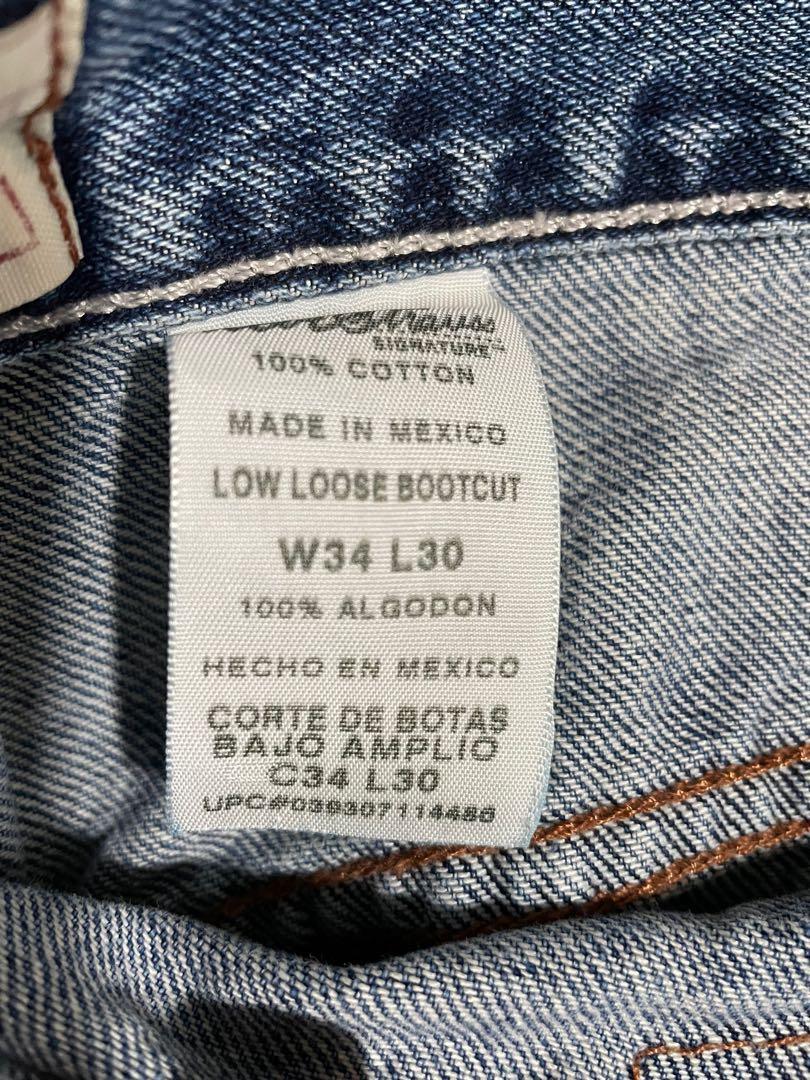 SIGNATURE™
100% COTTON
MADE IN MEXICO
LOW LOOSE BOOTCUT
W34 L30
100% ALGODON
HECHO EN MEXICO
CORTE DE BOTAS
BAJO AMPLIO
C34 L30